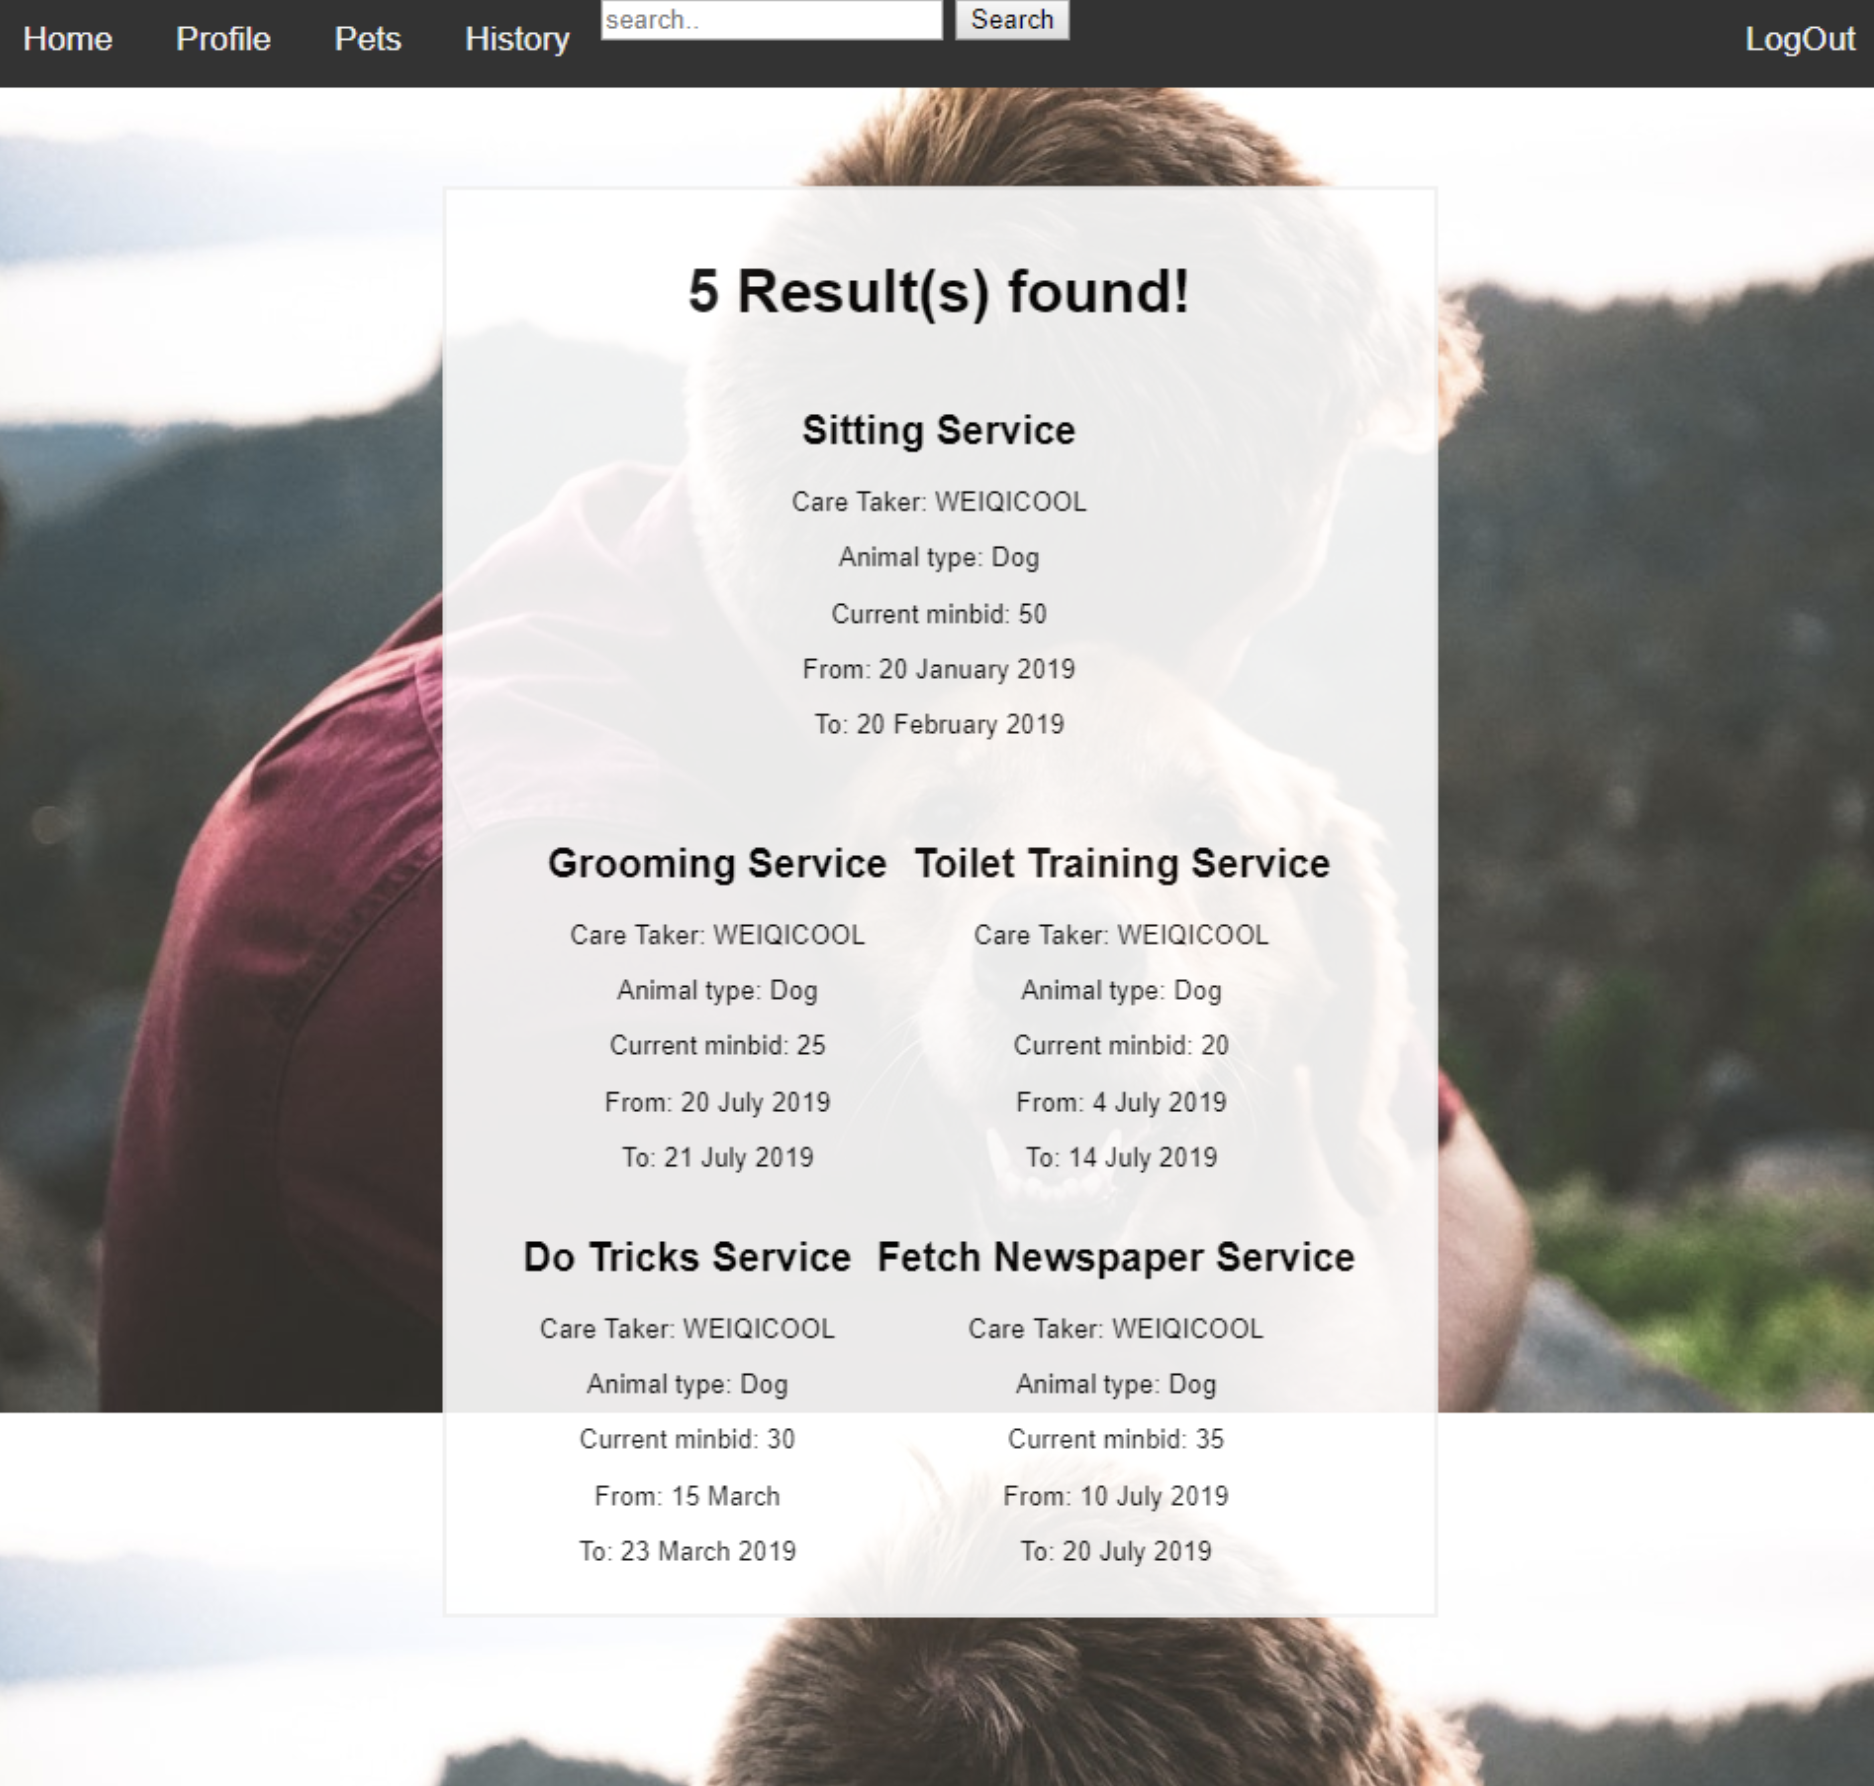 Home Profile Pets History search.. Search LogOut
5 Result(s) found!
Sitting Service
Care Taker: WEIQICOOL
Animal type: Dog
Current minbid: 50
From: 20 January 2019
To: 20 February 2019
Grooming Service
Care Taker: WEIQICOOL
Animal type: Dog
Current minbid: 25
From: 20 July 2019
To: 21 July 2019
Toilet Training Service
Care Taker: WEIQICOOL
Animal type: Dog
Current minbid: 20
From: 4 July 2019
To: 14 July 2019
Do Tricks Service
Care Taker: WEIQICOOL
Animal type: Dog
Current minbid: 30
From: 15 March
To: 23 March 2019
Fetch Newspaper Service
Care Taker: WEIQICOOL
Animal type: Dog
Current minbid: 35
From: 10 July 2019
To: 20 July 2019